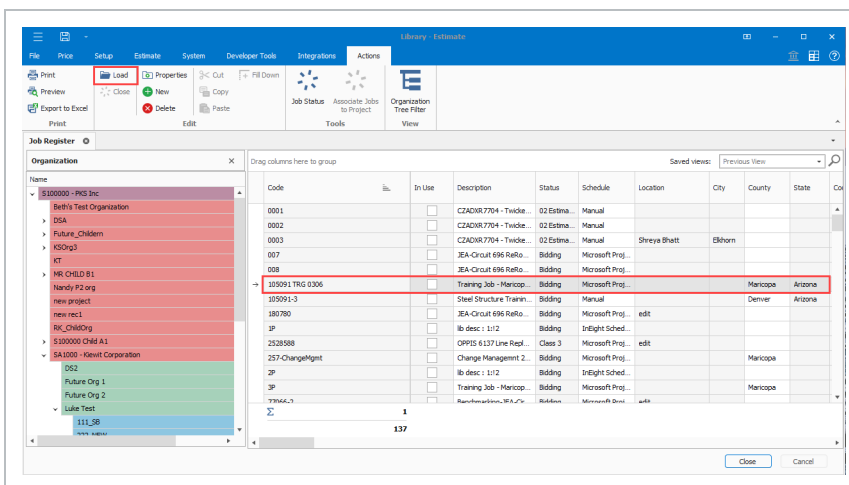 Library - Estimate
File Price Setup Estimate System Developer Tools Integrations Actions
Print Load Properties Cut Fill Down
Preview Close New Copy
Export to Excel Delete Paste
Job Status Associate Jobs to Project Organization Tree Filter
Print Edit Tools View
Job Register
Organization
Drag columns here to group Saved views: Previous View
Name
Code In Use Description Status Schedule Location City County State
S100000 - PKS Inc
Beth's Test Organization
DSA
Future_Childern
KSOrg3
KT
MR CHILD B1
Nandy P2 org
new project
new rec1
RK_ChildOrg
S100000 Child A1
SA1000 - Kiewit Corporation
DS2
Future Org 1
Future Org 2
Luke Test
111_SB
0001 CZADXR7704 - Twicke... 02 Estima... Manual
0002 CZADXR7704 - Twicke... 02 Estima... Manual
0003 CZADXR7704 - Twicke... 02 Estima... Manual Shreya Bhatt Elkhorn
007 JEA-Circuit 696 ReRo... Bidding Microsoft Proj...
008 JEA-Circuit 696 ReRo... Bidding Microsoft Proj...
105091 TRG 0306 Training Job - Maricop... Bidding Microsoft Proj... Maricopa Arizona
105091-3 Steel Structure Trainin... Bidding Manual Denver Arizona
180780 JEA-Circuit 696 ReRo... Bidding Microsoft Proj... edit
1P lib desc : 1:!2 Bidding InEight Sched...
2528588 OPPIS 6137 Line Repl... Class 3 Microsoft Proj... edit
257-ChangeMgmt Change Managemnt 2... Bidding Microsoft Proj... Maricopa
2P lib desc : 1:!2 Bidding InEight Sched...
3P Training Job - Maricop... Bidding Microsoft Proj... Maricopa
77066-2 Benchmarking-JEA-Cir... Bidding Microsoft Proj... edit
Σ 1
137
Close Cancel